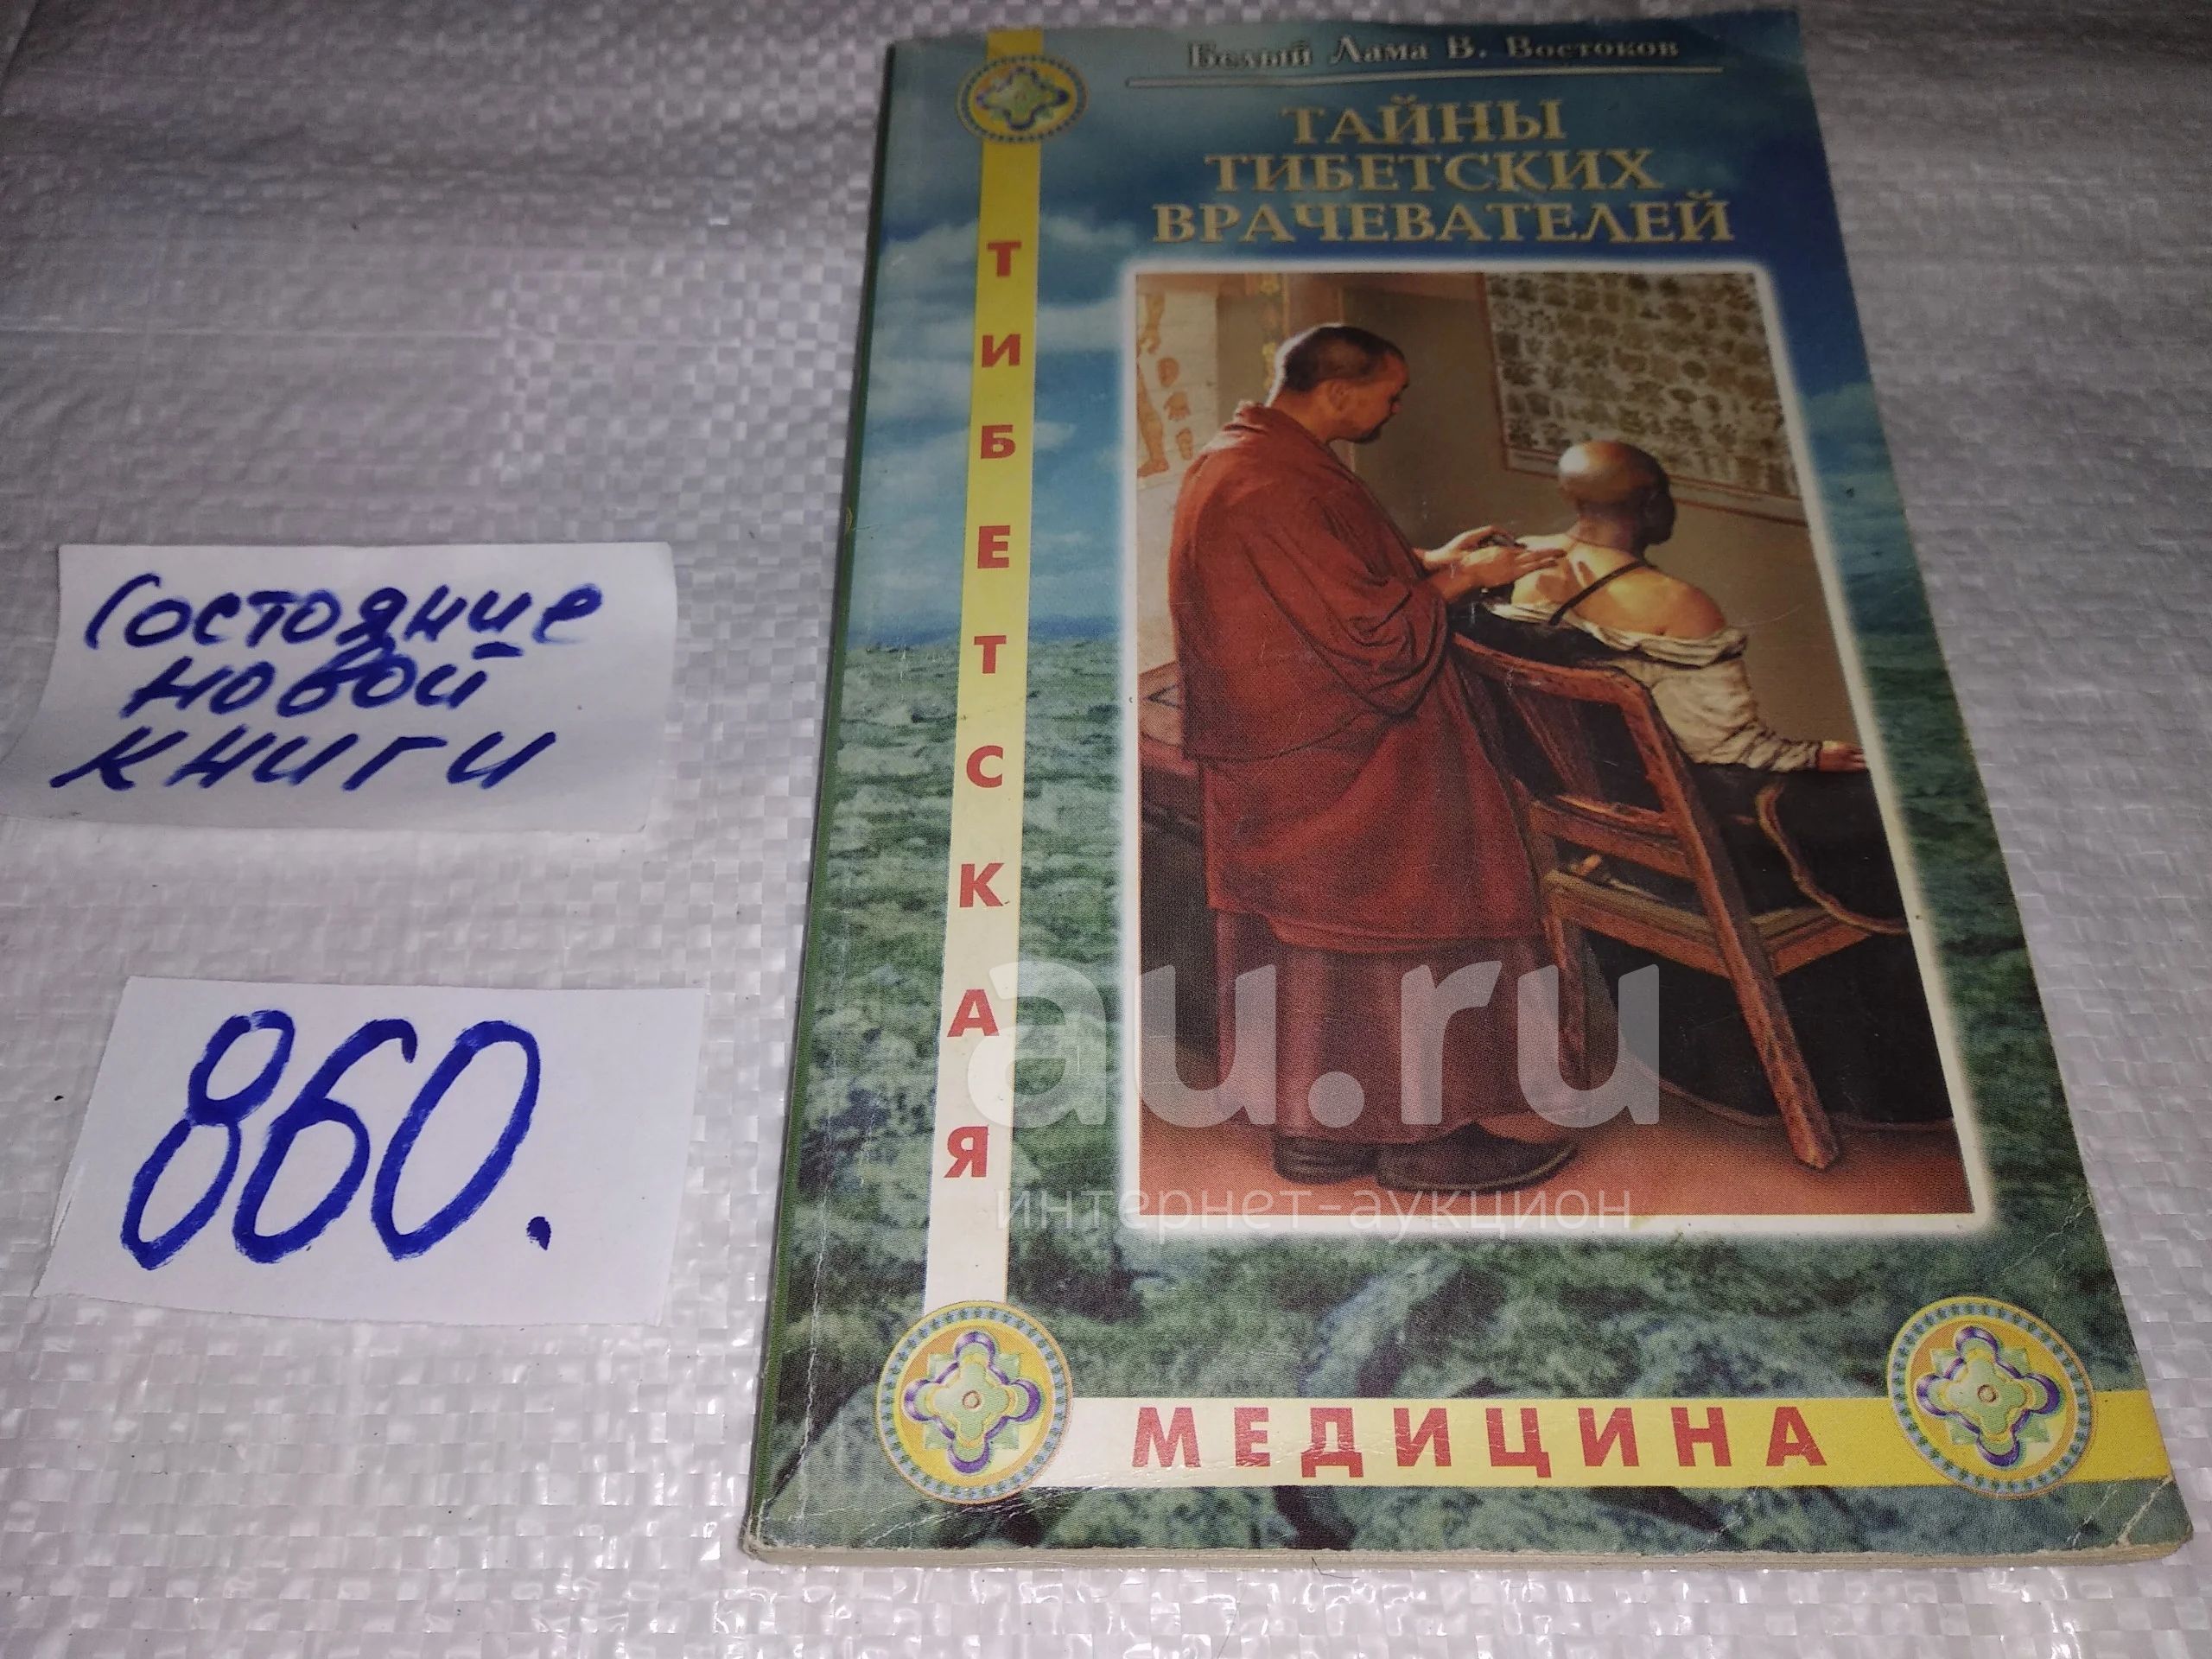 Белый Лама В. Востоков
ТАЙНЫ
ТИБЕТСКИХ
ВРАЧЕВАТЕЛЕЙ
ТИБЕТСКАЯ
МЕДИЦИНА
Состояние
новой
книги
860.
au.ru
интернет-аукцион